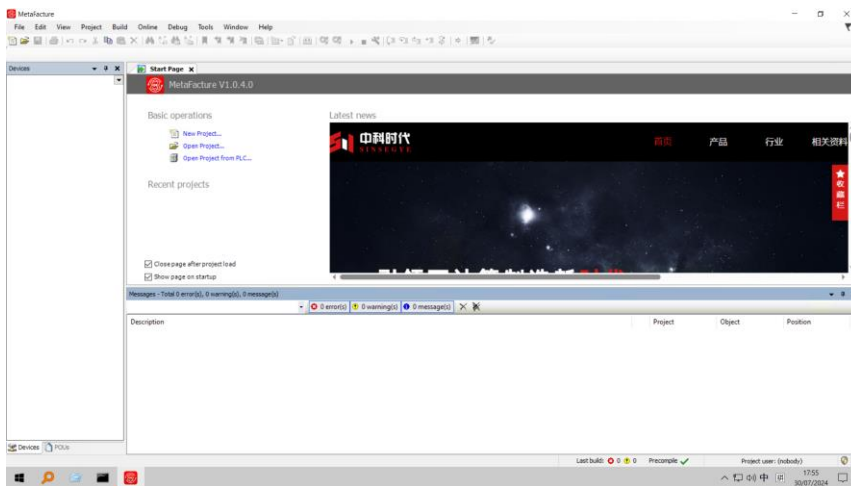 MetaFacture
File Edit View Project Build Online Debug Tools Window Help
Devices
Start Page
MetaFacture V1.0.4.0
Basic operations
New Project...
Open Project...
Open Project from PLC...
Recent projects
Close page after project load
Show page on startup
Latest news
中科时代
SINSEGYE
首页 产品 行业 相关资料
收藏栏
Messages - Total 0 error(s), 0 warning(s), 0 message(s)
0 error(s) 0 warning(s) 0 message(s)
Description Project Object Position
Devices POUs
Last build: 0 0 Precompile Project user: (nobody)
中 17:55
30/07/2024